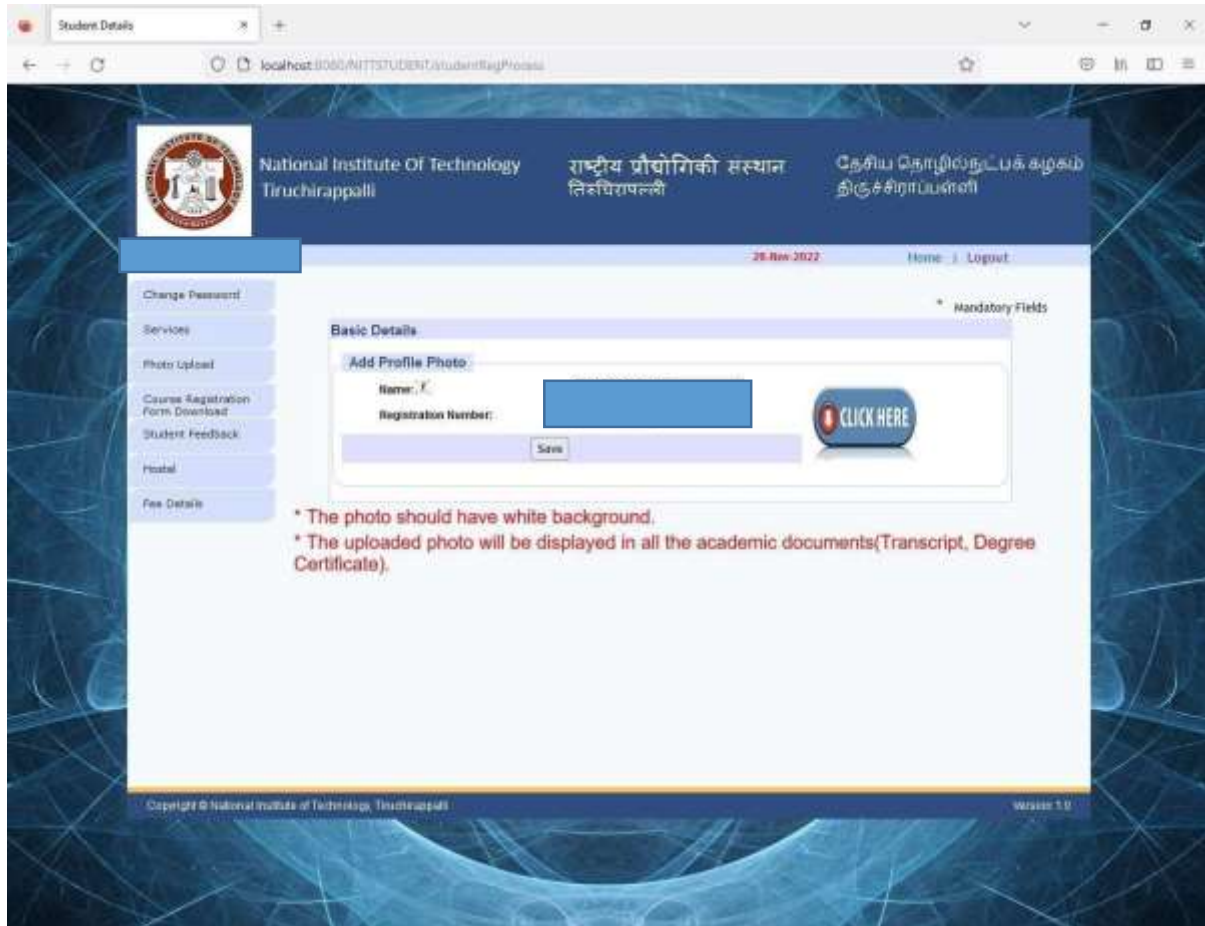 Student Details
localhost:8080/NITTSTUDENT/studentRegProcess
National Institute Of Technology
Tiruchirappalli
राष्ट्रीय प्रौद्योगिकी संस्थान
तिरुचिरापल्ली
தேசிய தொழில்நுட்பக் கழகம்
திருச்சிராப்பள்ளி
28-Nov-2022
Home | Logout
Change Password
Services
Photo Upload
Course Registration
Form Download
Student Feedback
Hostel
Fee Details
* Mandatory Fields
Basic Details
Add Profile Photo
Name:
Registration Number:
CLICK HERE
Save
* The photo should have white background.
* The uploaded photo will be displayed in all the academic documents(Transcript, Degree
Certificate).
Copyright © National Institute of Technology, Tiruchirappalli
Version 1.0